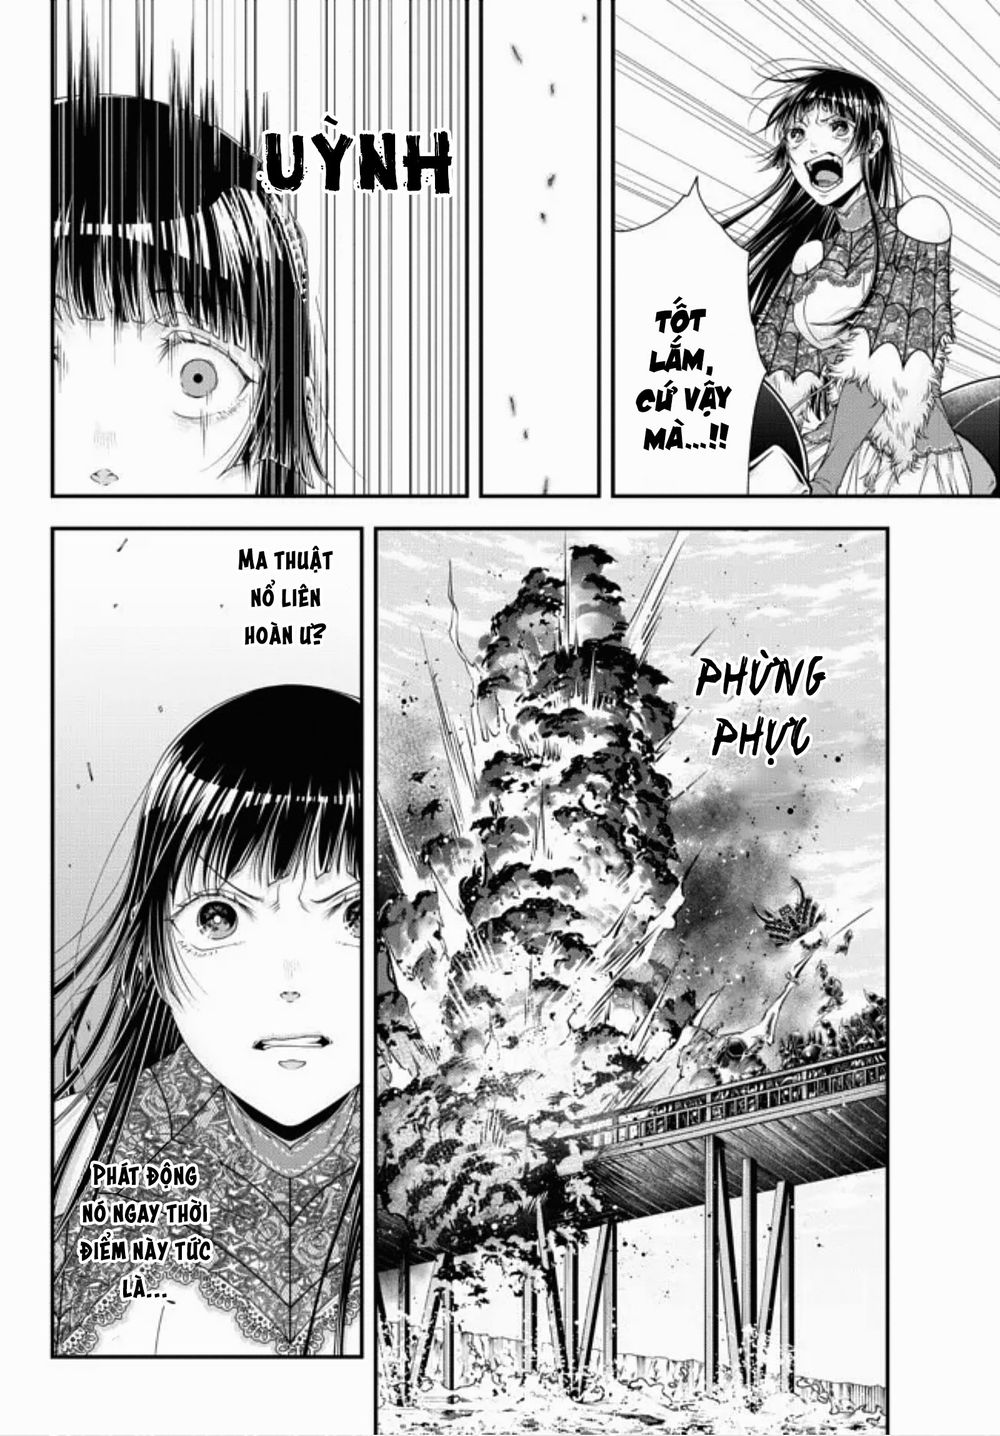 TỐT
LẮM,
CỨ VẬY
MÀ...!!
UỲNH
PHỪNG
PHỰC
MA THUẬT
NỔ LIÊN
HOÀN Ư?
PHÁT ĐỘNG
NÓ NGAY THỜI
ĐIỂM NÀY TỨC
LÀ...